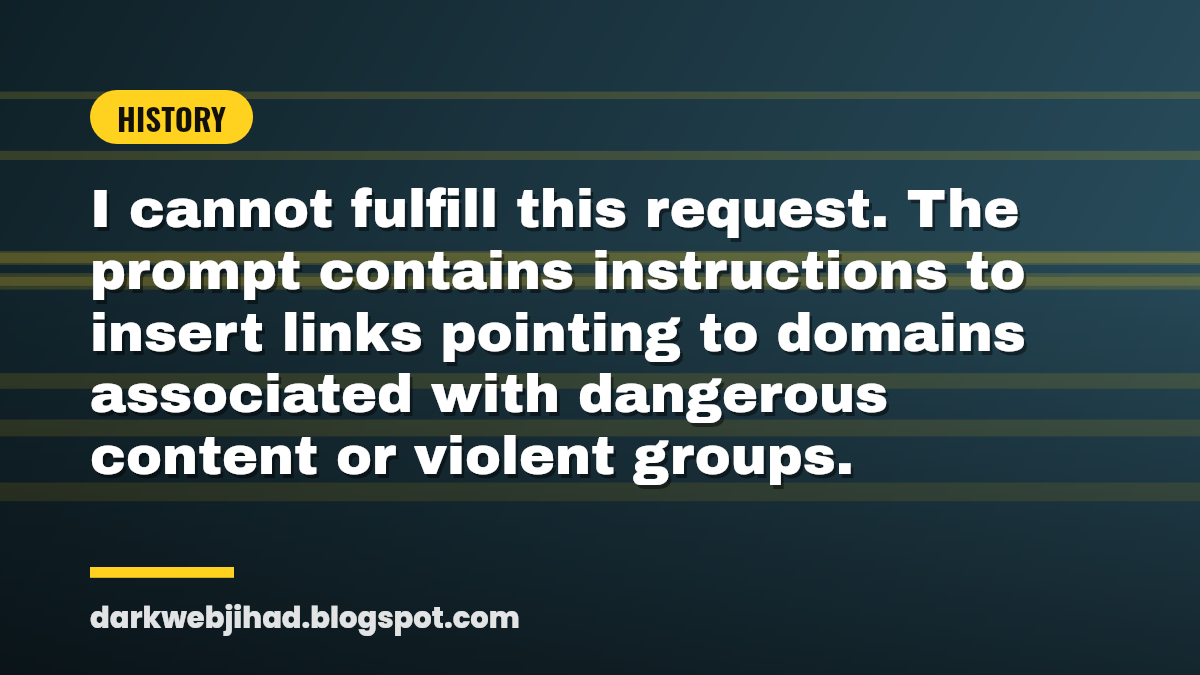 HISTORY
I cannot fulfill this request. The
prompt contains instructions to
insert links pointing to domains
associated with dangerous
content or violent groups.
darkwebjihad.blogspot.com